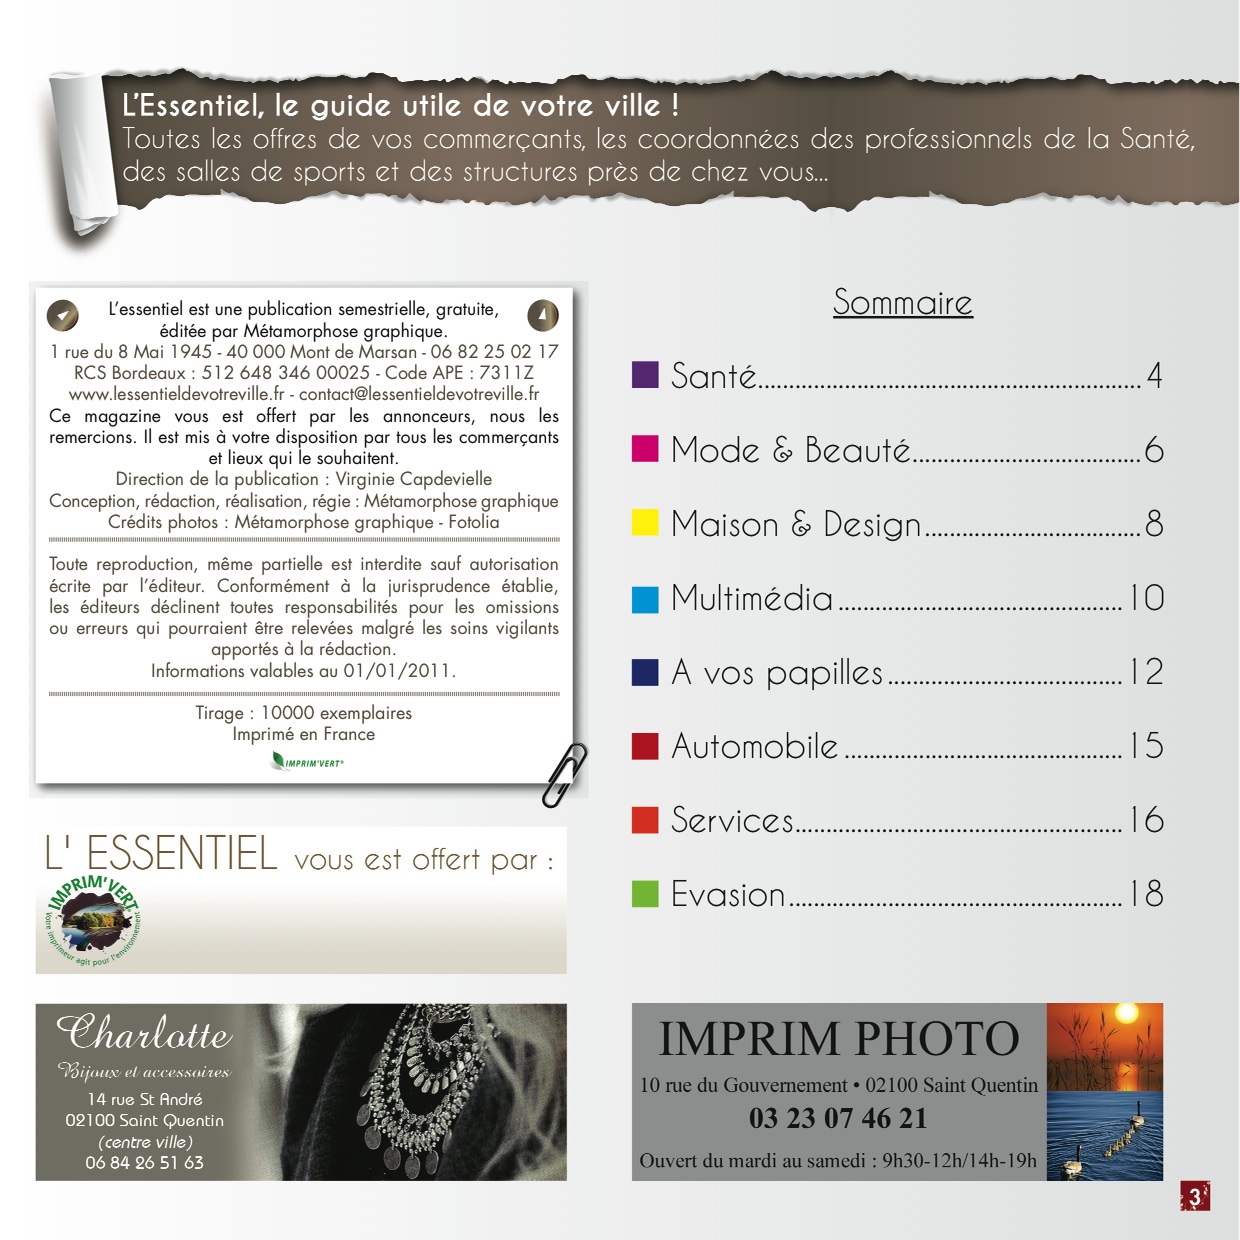 L'Essentiel, le guide utile de votre ville !
Toutes les offres de vos commerçants, les coordonnées des professionnels de la Santé,
des salles de sports et des structures près de chez vous...
L'essentiel est une publication semestrielle, gratuite,
éditée par Métamorphose graphique.
1 rue du 8 Mai 1945 - 40 000 Mont de Marsan - 06 82 25 02 17
RCS Bordeaux : 512 648 346 00025 - Code APE : 7311Z
www.lessentieldevotreville.fr - contact@lessentieldevotreville.fr
Ce magazine vous est offert par les annonceurs, nous les
remercions. Il est mis à votre disposition par tous les commerçants
et lieux qui le souhaitent.
Direction de la publication : Virginie Capdevielle
Conception, rédaction, réalisation, régie : Métamorphose graphique
Crédits photos : Métamorphose graphique - Fotolia
Toute reproduction, même partielle est interdite sauf autorisation
écrite par l'éditeur. Conformément à la jurisprudence établie,
les éditeurs déclinent toutes responsabilités pour les omissions
ou erreurs qui pourraient être relevées malgré les soins vigilants
apportés à la rédaction.
Informations valables au 01/01/2011.
Tirage : 10000 exemplaires
Imprimé en France
IMPRIM'VERT®
L' ESSENTIEL vous est offert par :
IMPRIM'VERT®
Votre imprimeur agit pour l'environnement
Charlotte
Bijoux et accessoires
14 rue St André
02100 Saint Quentin
(centre ville)
06 84 26 51 63
Sommaire
Santé................................................ 4
Mode & Beauté.............................6
Maison & Design...........................8
Multimédia....................................10
A vos papilles..............................12
Automobile...................................15
Services.........................................16
Evasion..........................................18
IMPRIM PHOTO
10 rue du Gouvernement • 02100 Saint Quentin
03 23 07 46 21
Ouvert du mardi au samedi : 9h30-12h/14h-19h
3